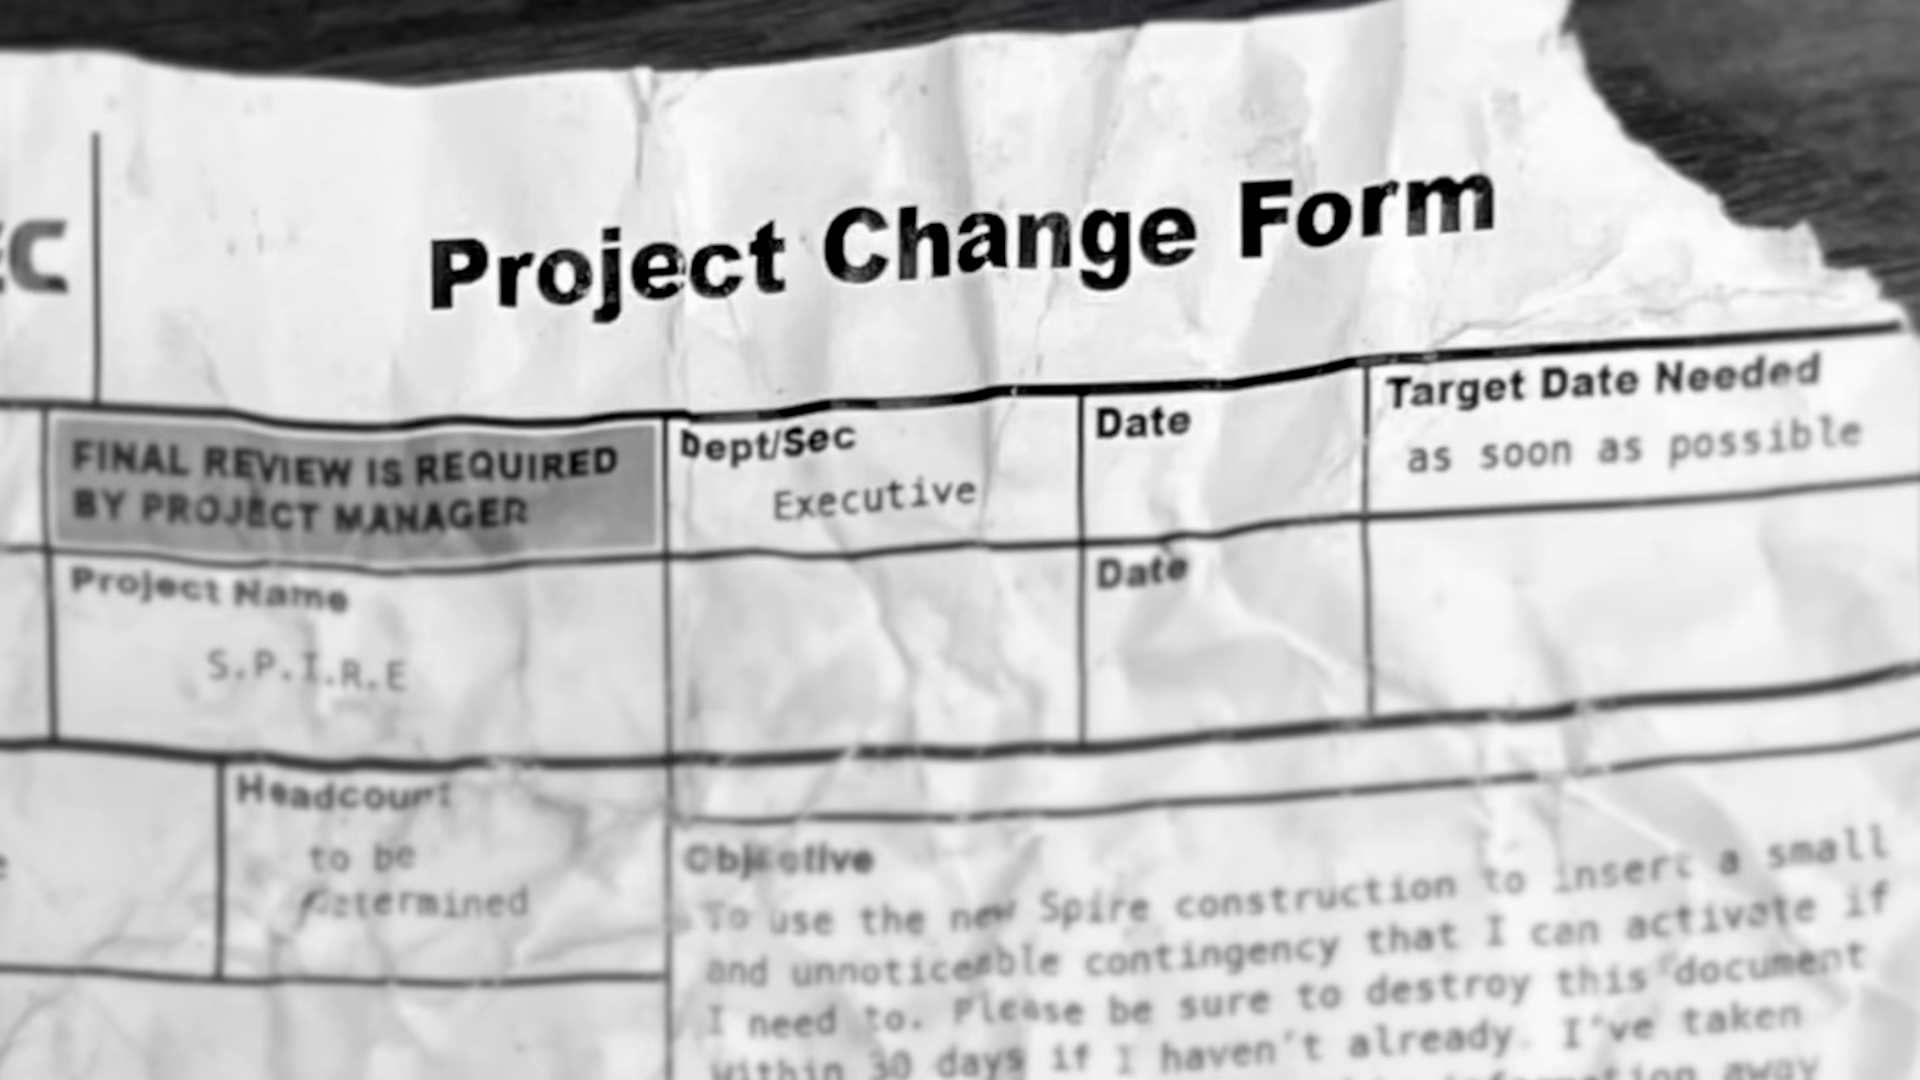 EC
Project Change Form
FINAL REVIEW IS REQUIRED
BY PROJECT MANAGER
Dept/Sec
Executive
Date
Target Date Needed
as soon as possible
Project Name
S.P.I.R.E
Date
Headcount
to be
determined
Objective
To use the new Spire construction to insert a small
and unnoticeable contingency that I can activate if
I need to. Please be sure to destroy this document
within 30 days if I haven't already. I've taken
information away